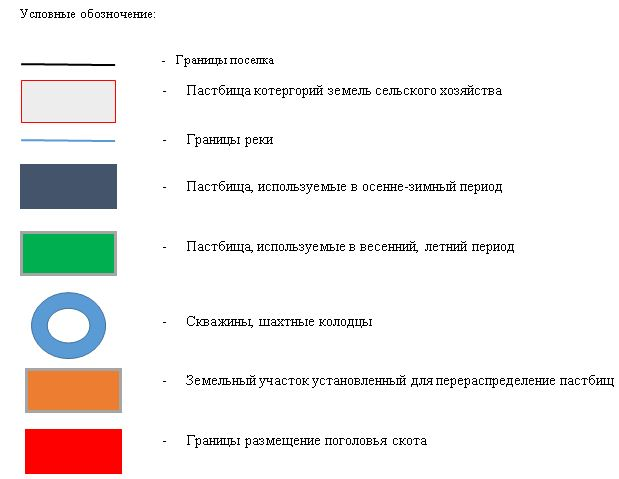 Условные обозначение:
- Границы поселка
- Пастбища котергорий земель сельского хозяйства
- Границы реки
- Пастбища, используемые в осенне-зимный период
- Пастбища, используемые в весенний, летний период
- Скважины, шахтные колодцы
- Земельный участок установленный для перераспределение пастбищ
- Границы размещение поголовья скота